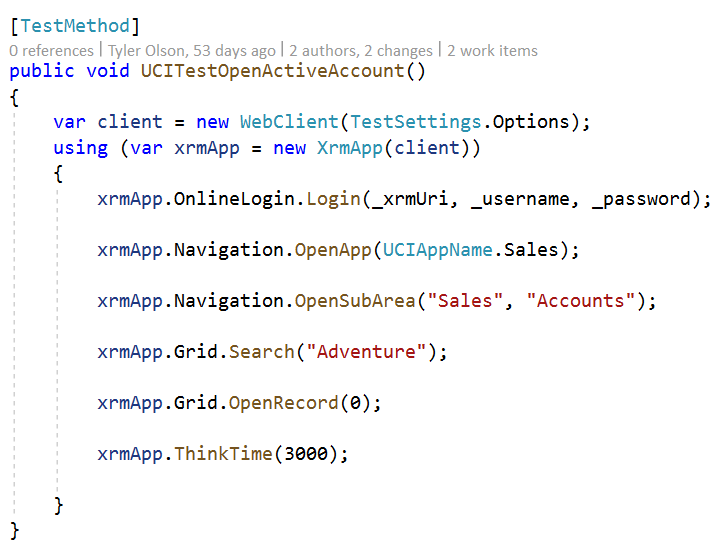 [TestMethod]
0 references | Tyler Olson, 53 days ago | 2 authors, 2 changes | 2 work items
public void UCITestOpenActiveAccount()
{
var client = new WebClient(TestSettings.Options);
using (var xrmApp = new XrmApp(client))
{
xrmApp.OnlineLogin.Login(_xrmUri, _username, _password);
xrmApp.Navigation.OpenApp(UCIAppName.Sales);
xrmApp.Navigation.OpenSubArea("Sales", "Accounts");
xrmApp.Grid.Search("Adventure");
xrmApp.Grid.OpenRecord(0);
xrmApp.ThinkTime(3000);
}
}